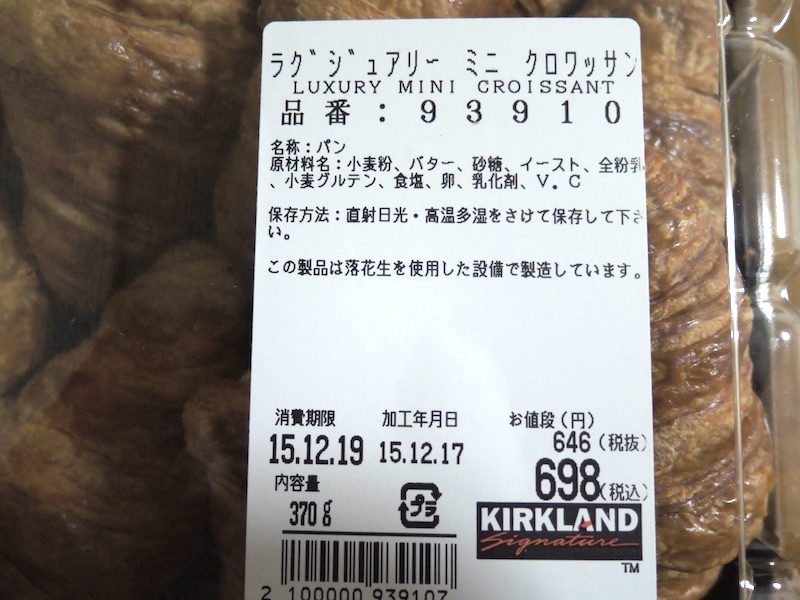 ラグジュアリー ミニ クロワッサン
LUXURY MINI CROISSANT
品番：93910
名称：パン
原材料名：小麦粉、バター、砂糖、イースト、全粉乳
、小麦グルテン、食塩、卵、乳化剤、V．C
保存方法：直射日光・高温多湿をさけて保存して下さ
い。
この製品は落花生を使用した設備で製造しています。
消費期限 加工年月日 お値段（円）
646（税抜）
15.12.19 15.12.17
698（税込）
内容量
370g
プラ
KIRKLAND
Signature
TM
2 100000 939107